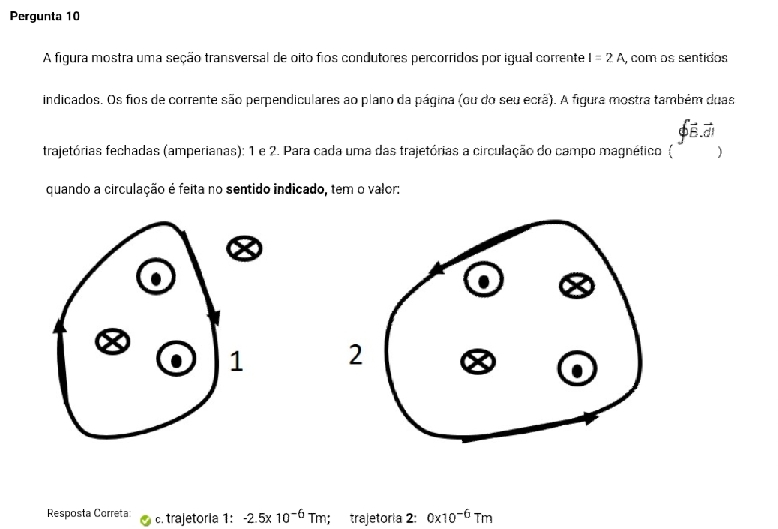 Pergunta 10
A figura mostra uma seção transversal de oito fios condutores percorridos por igual corrente I = 2 A, com os sentidos
indicados. Os fios de corrente são perpendiculares ao plano da página (ou do seu ecrã). A figura mostra também duas
trajetórias fechadas (amperianas): 1 e 2. Para cada uma das trajetórias a circulação do campo magnético ( ∮B⃗.dl⃗ )
quando a circulação é feita no sentido indicado, tem o valor:
1
2
Resposta Correta: c. trajetoria 1: -2.5x 10⁻⁶ Tm; trajetoria 2: 0x10⁻⁶ Tm